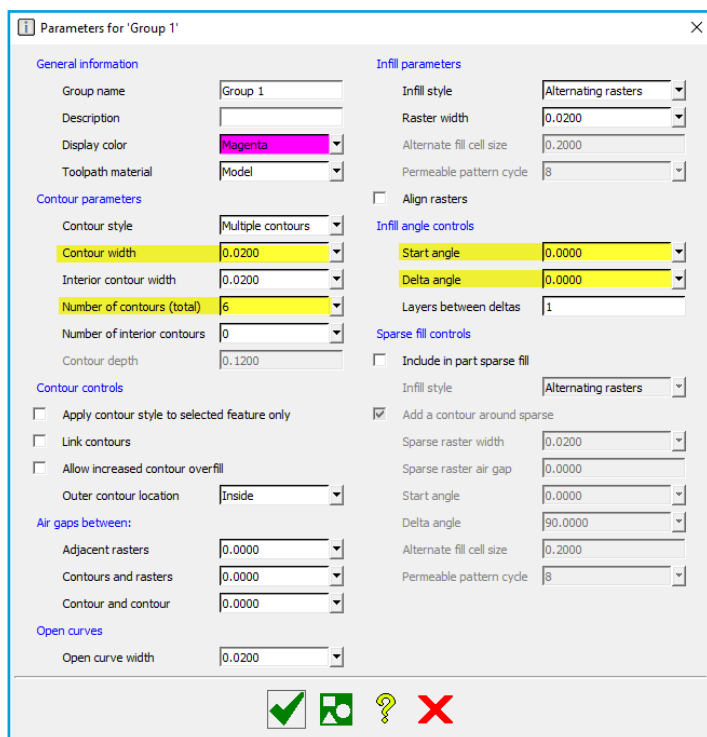 Parameters for 'Group 1'
General information
Group name Group 1
Description
Display color Magenta
Toolpath material Model
Contour parameters
Contour style Multiple contours
Contour width 0.0200
Interior contour width 0.0200
Number of contours (total) 6
Number of interior contours 0
Contour depth 0.1200
Contour controls
Apply contour style to selected feature only
Link contours
Allow increased contour overfill
Outer contour location Inside
Air gaps between:
Adjacent rasters 0.0000
Contours and rasters 0.0000
Contour and contour 0.0000
Open curves
Open curve width 0.0200
Infill parameters
Infill style Alternating rasters
Raster width 0.0200
Alternate fill cell size 0.2000
Permeable pattern cycle 8
Align rasters
Infill angle controls
Start angle 0.0000
Delta angle 0.0000
Layers between deltas 1
Sparse fill controls
Include in part sparse fill
Infill style Alternating rasters
Add a contour around sparse
Sparse raster width 0.0200
Sparse raster air gap 0.0000
Start angle 0.0000
Delta angle 90.0000
Alternate fill cell size 0.2000
Permeable pattern cycle 8